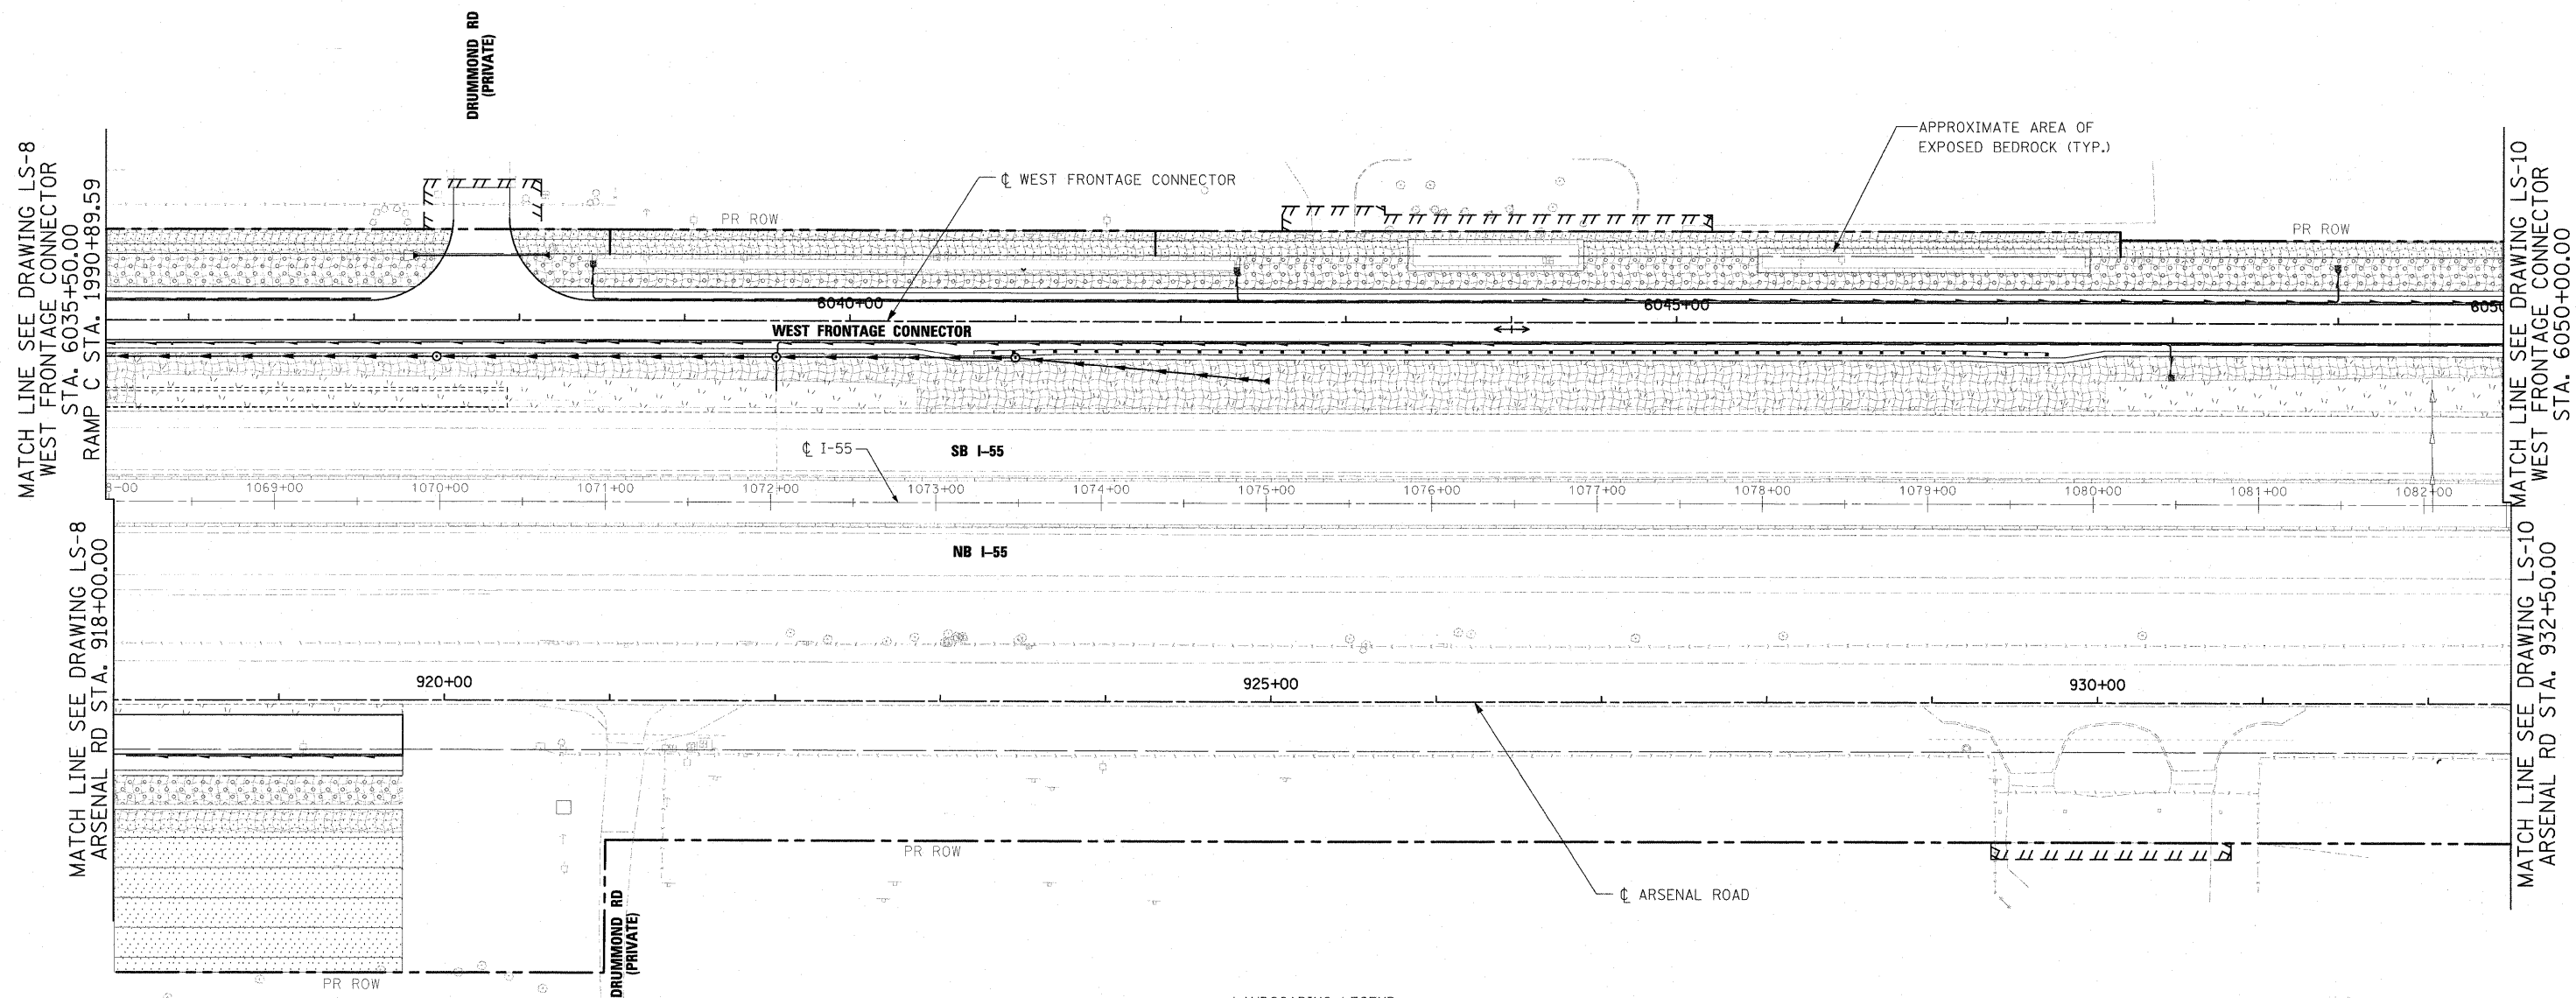 DRUMMOND RD
(PRIVATE)
MATCH LINE SEE DRAWING LS-8
WEST FRONTAGE CONNECTOR
STA. 6035+50.00
RAMP C STA. 1990+89.59
APPROXIMATE AREA OF
EXPOSED BEDROCK (TYP.)
℄ WEST FRONTAGE CONNECTOR
PR ROW
PR ROW
MATCH LINE SEE DRAWING LS-10
WEST FRONTAGE CONNECTOR
STA. 6050+00.00
6040+00
6045+00
6050
WEST FRONTAGE CONNECTOR
℄ I-55
SB I-55
8+00
1069+00
1070+00
1071+00
1072+00
1073+00
1074+00
1075+00
1076+00
1077+00
1078+00
1079+00
1080+00
1081+00
1082+00
NB I-55
MATCH LINE SEE DRAWING LS-8
ARSENAL RD STA. 918+00.00
920+00
925+00
930+00
MATCH LINE SEE DRAWING LS-10
ARSENAL RD STA. 932+50.00
PR ROW
℄ ARSENAL ROAD
DRUMMOND RD
(PRIVATE)
PR ROW